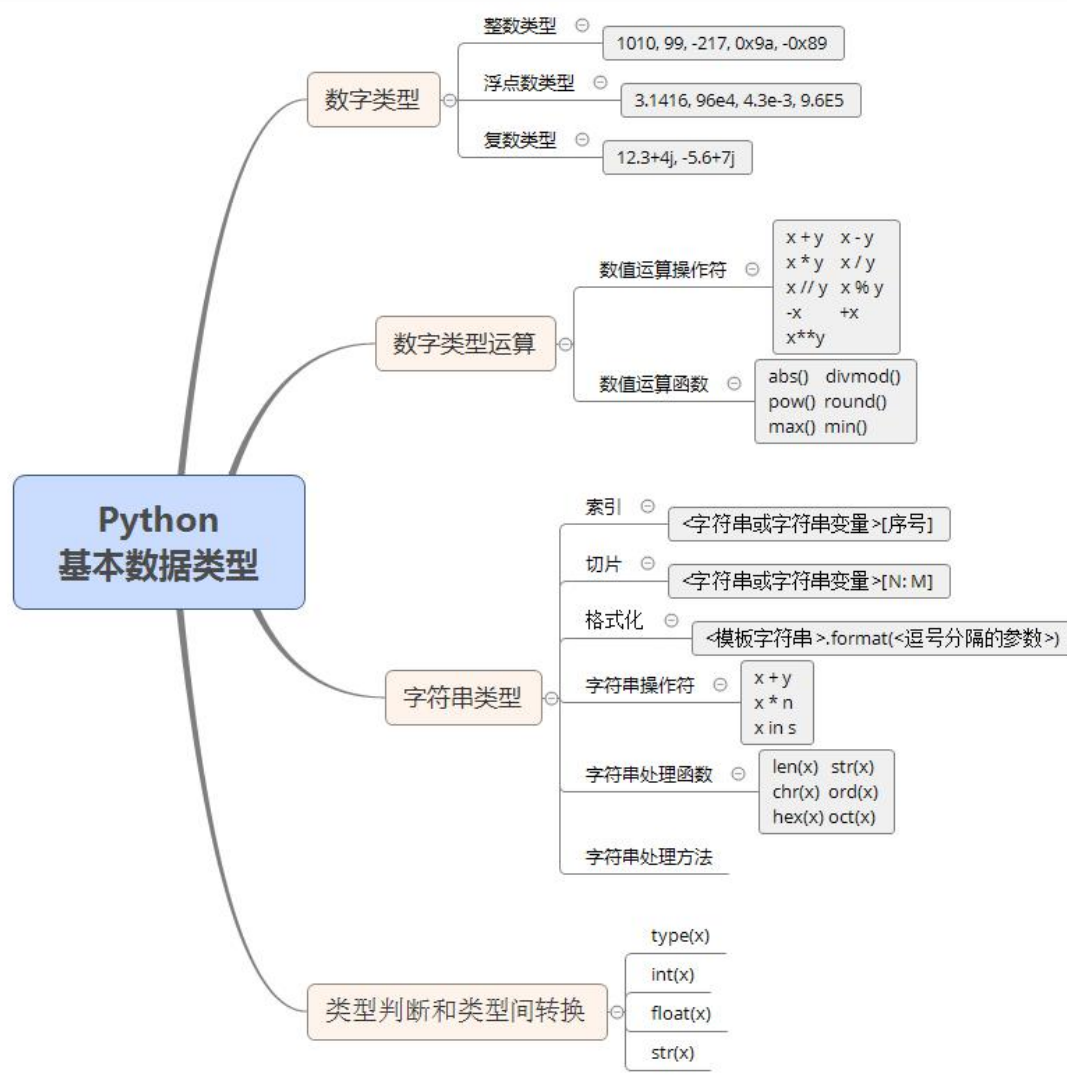 整数类型
1010, 99, -217, 0x9a, -0x89
浮点数类型
3.1416, 96e4, 4.3e-3, 9.6E5
数字类型
复数类型
12.3+4j, -5.6+7j
数值运算操作符
x + y x - y
x * y x / y
x // y x % y
-x +x
x**y
数字类型运算
数值运算函数
abs() divmod()
pow() round()
max() min()
Python
基本数据类型
索引
<字符串或字符串变量>[序号]
切片
<字符串或字符串变量>[N: M]
格式化
<模板字符串>.format(<逗号分隔的参数>)
字符串类型
字符串操作符
x + y
x * n
x in s
字符串处理函数
len(x) str(x)
chr(x) ord(x)
hex(x) oct(x)
字符串处理方法
类型判断和类型间转换
type(x)
int(x)
float(x)
str(x)